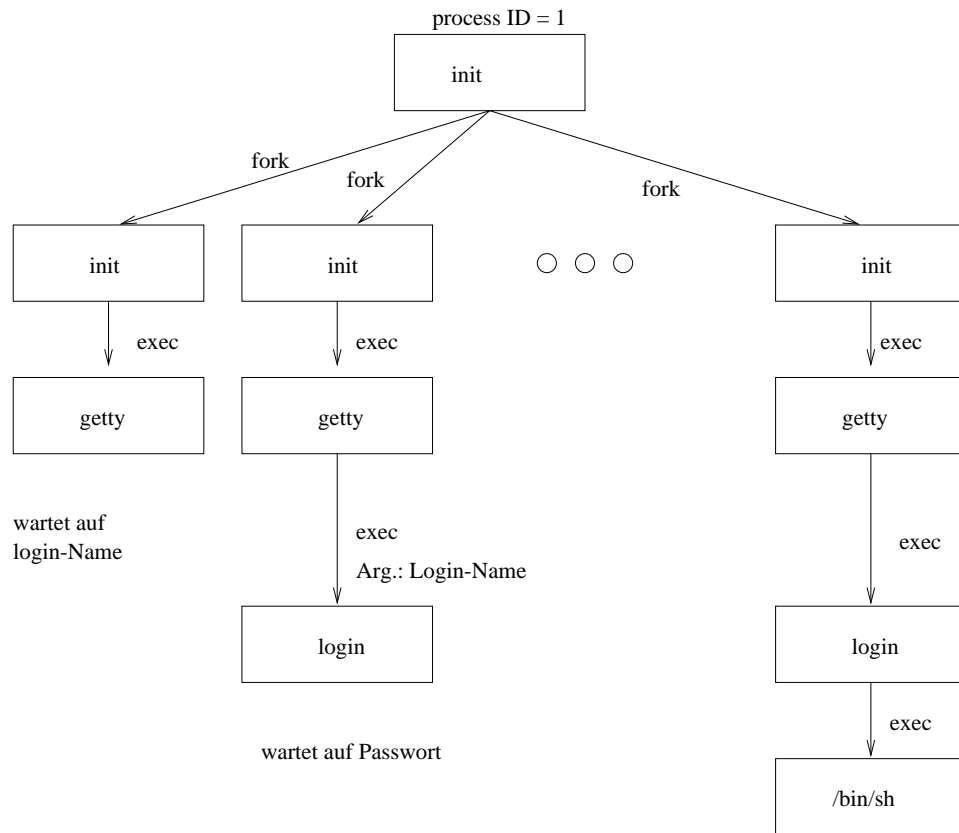 process ID = 1
init
fork
fork
fork
init
init
init
exec
exec
exec
getty
getty
getty
wartet auf
login-Name
exec
Arg.: Login-Name
exec
login
login
wartet auf Passwort
exec
/bin/sh